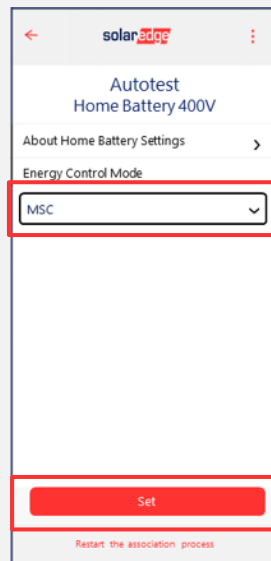 solaredge
Autotest
Home Battery 400V
About Home Battery Settings
Energy Control Mode
MSC
Set
Restart the association process